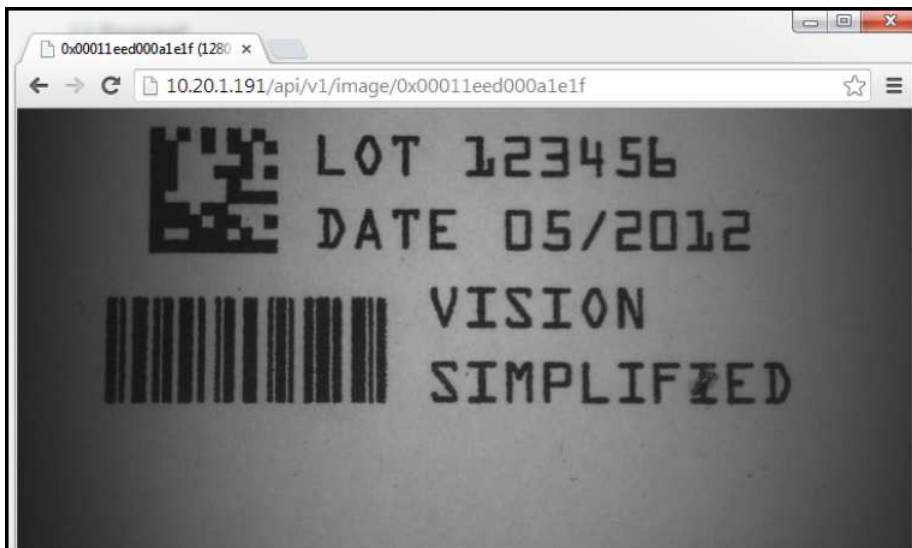 0x00011eed000a1e1f (1280
10.20.1.191/api/v1/image/0x00011eed000a1e1f
LOT 123456
DATE 05/2012
VISION
SIMPLIFIED